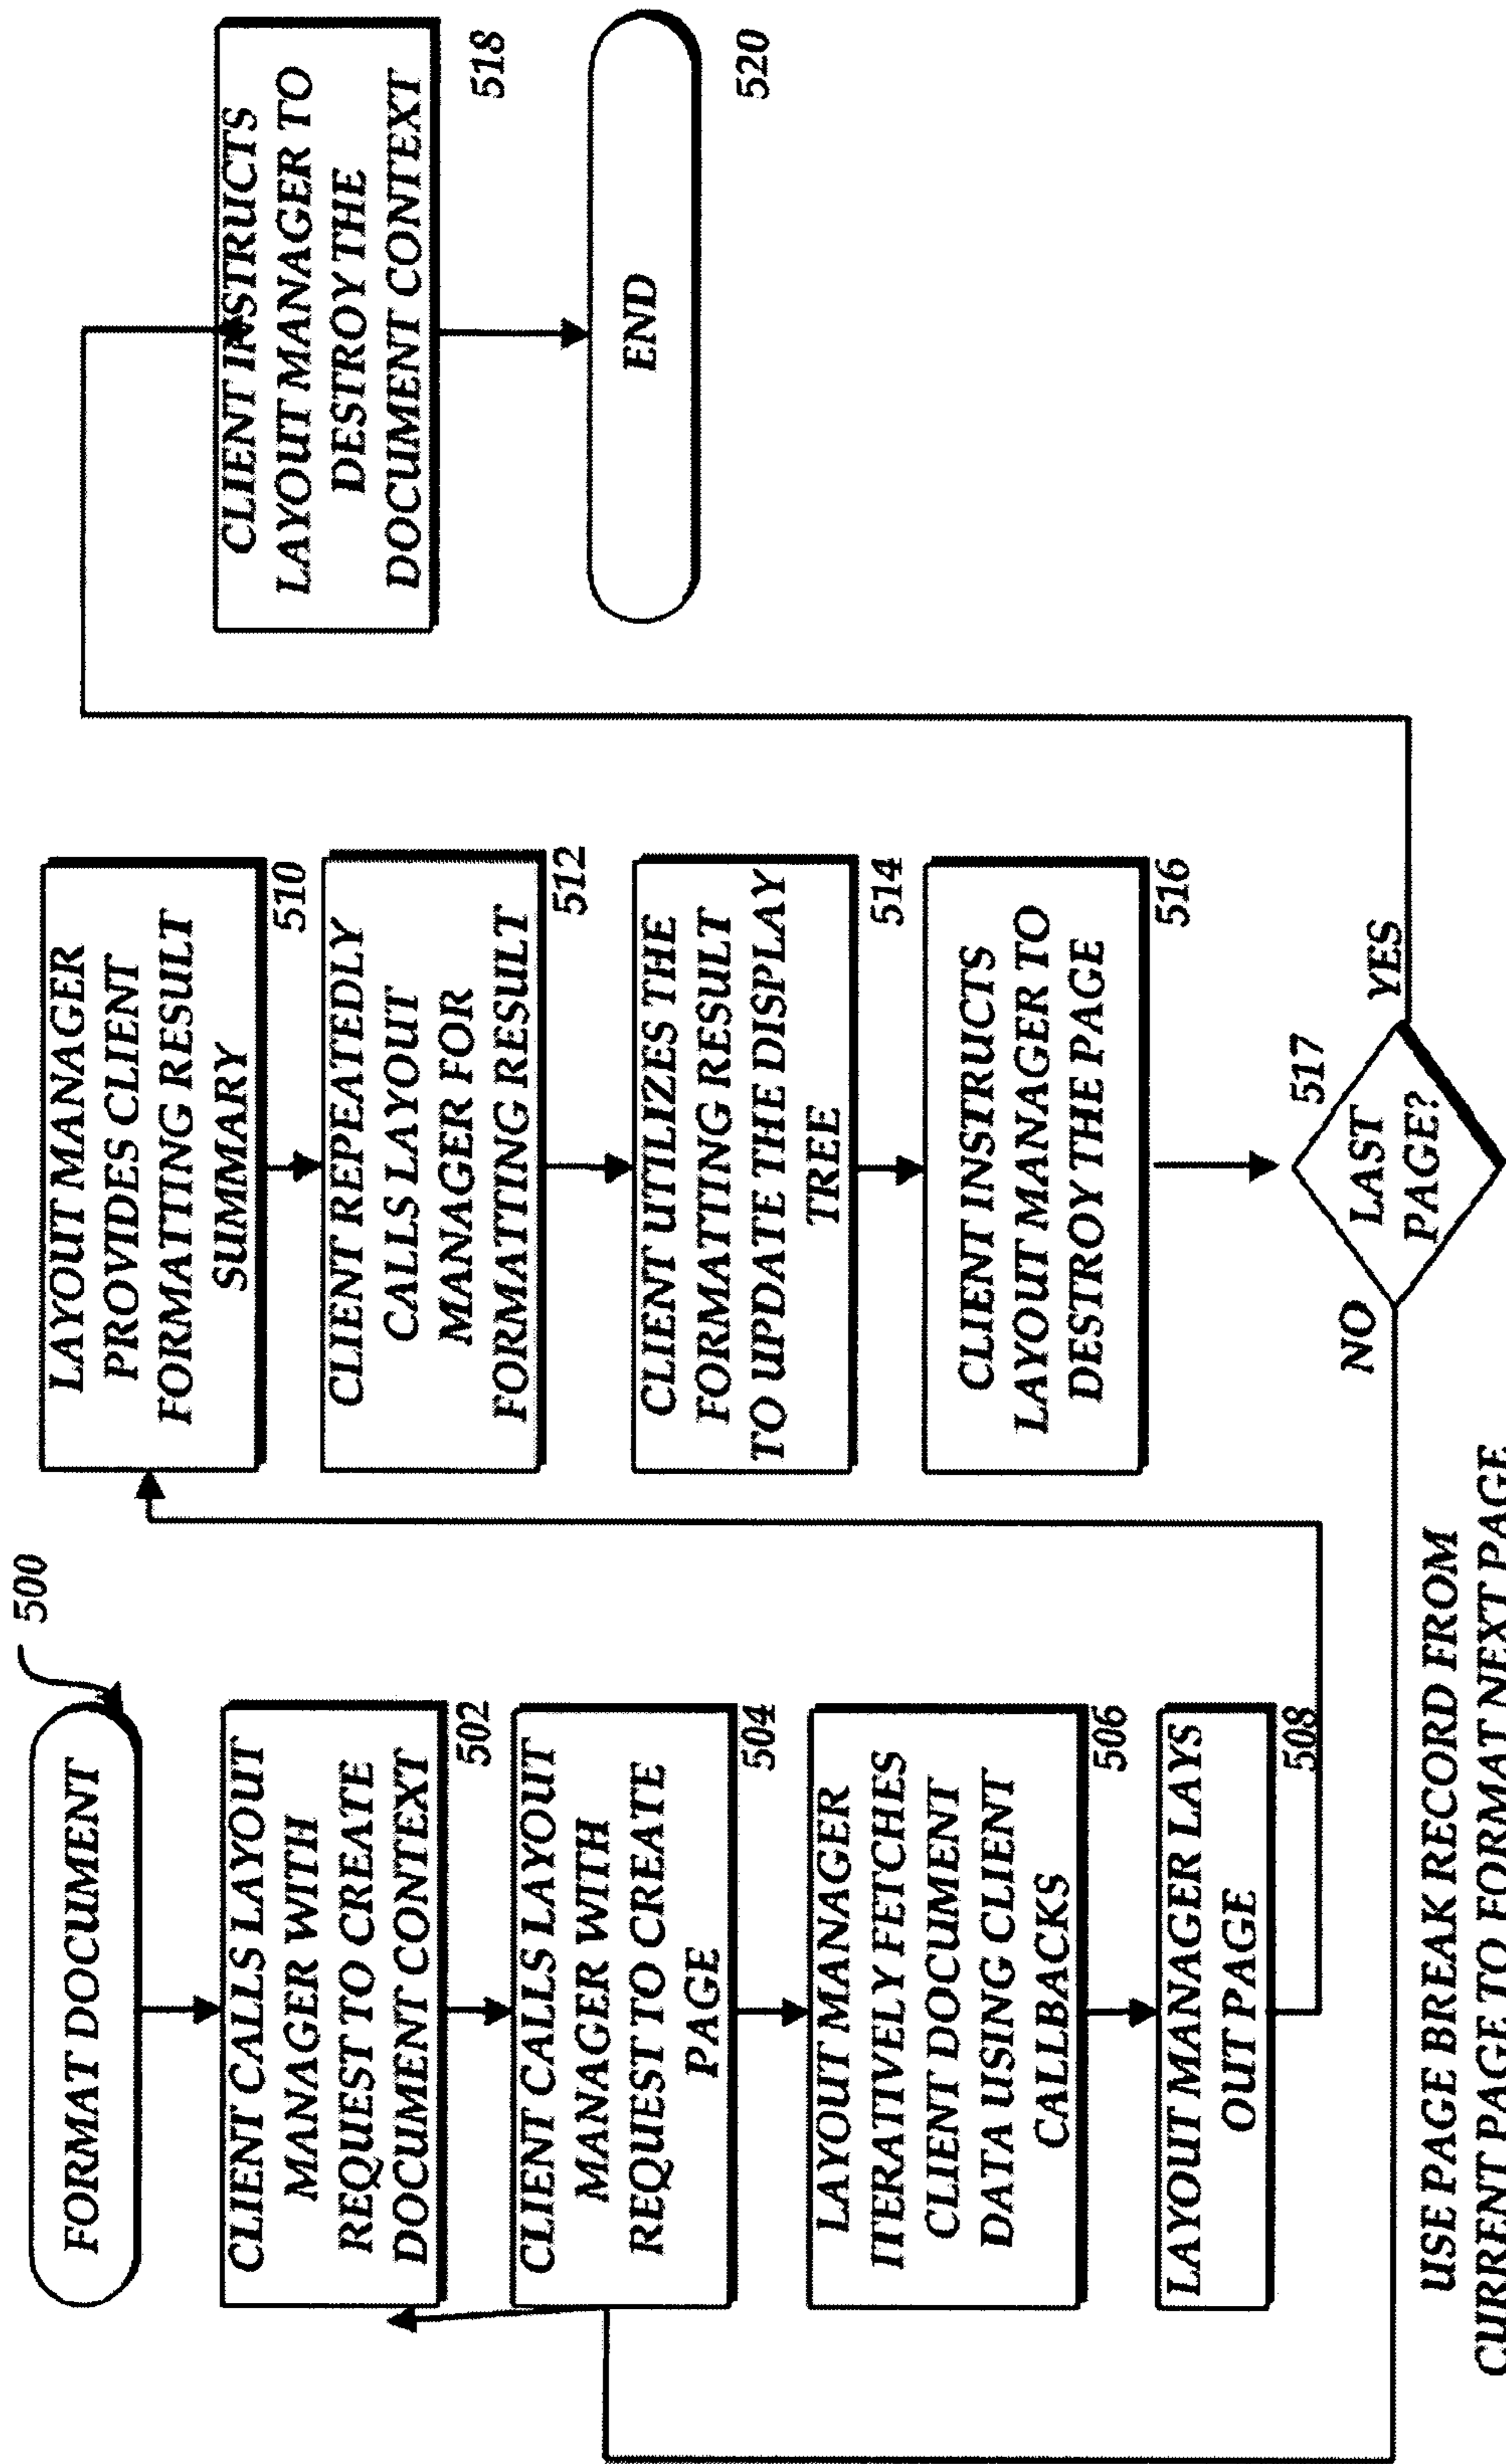 500
FORMAT DOCUMENT
CLIENT CALLS LAYOUT
MANAGER WITH
REQUEST TO CREATE
DOCUMENT CONTEXT
502
CLIENT CALLS LAYOUT
MANAGER WITH
REQUEST TO CREATE
PAGE
504
LAYOUT MANAGER
ITERATIVELY FETCHES
CLIENT DOCUMENT
DATA USING CLIENT
CALLBACKS
506
LAYOUT MANAGER LAYS
OUT PAGE
508
USE PAGE BREAK RECORD FROM
CURRENT PAGE TO FORMAT NEXT PAGE
LAYOUT MANAGER
PROVIDES CLIENT
FORMATTING RESULT
SUMMARY
510
CLIENT REPEATEDLY
CALLS LAYOUT
MANAGER FOR
FORMATTING RESULT
512
CLIENT UTILIZES THE
FORMATTING RESULT
TO UPDATE THE DISPLAY
TREE
514
CLIENT INSTRUCTS
LAYOUT MANAGER TO
DESTROY THE PAGE
516
517
LAST
PAGE?
NO
YES
CLIENT INSTRUCTS
LAYOUT MANAGER TO
DESTROY THE
DOCUMENT CONTEXT
518
END
520